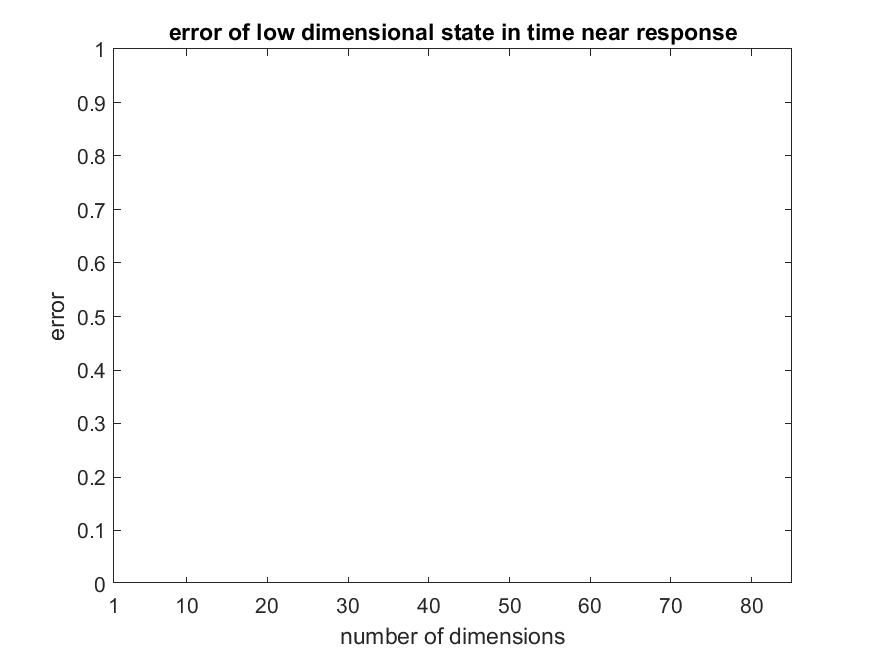 error of low dimensional state in time near response
1
0.9
0.8
0.7
0.6
0.5
0.4
0.3
0.2
0.1
0
error
1 10 20 30 40 50 60 70 80
number of dimensions